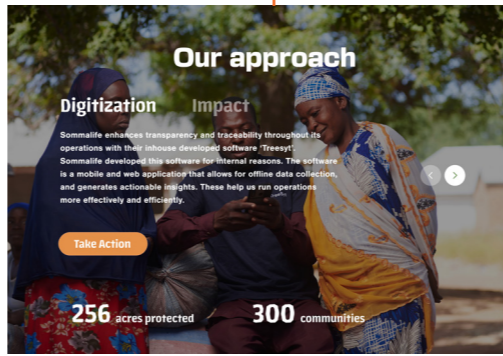 Our approach
Digitization Impact
Sommalife enhances transparency and traceability throughout its
operations with their inhouse developed software 'Treesyt'.
Sommalife developed this software for internal reasons. The software
is a mobile and web application that allows for offline data collection,
and generates actionable insights. These help us run operations
more effectively and efficiently.
Take Action
256 acres protected 300 communities